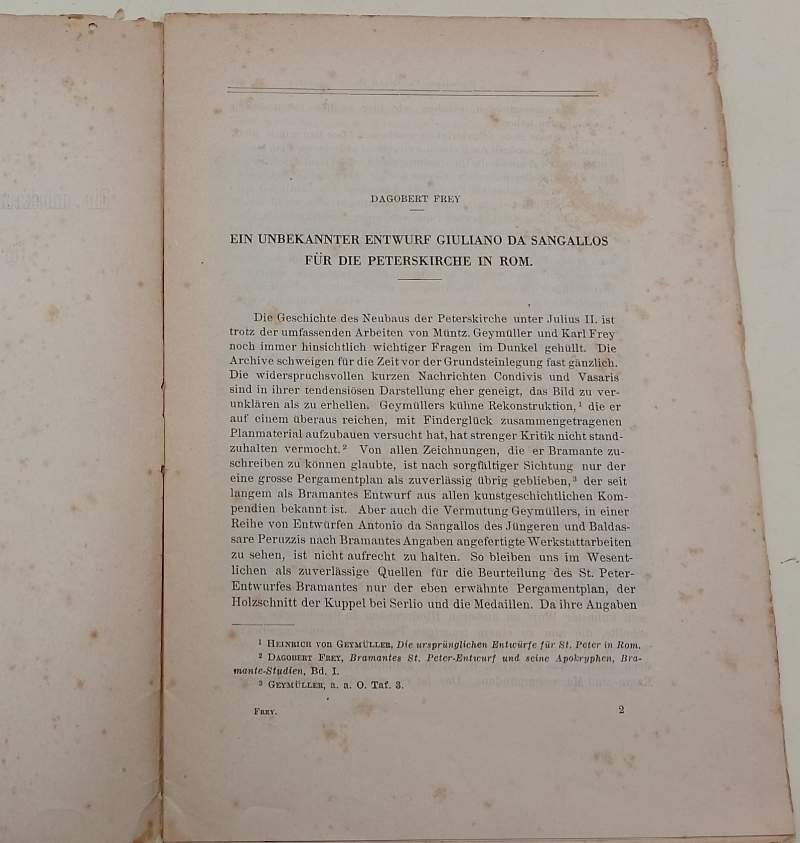 DAGOBERT FREY
EIN UNBEKANNTER ENTWURF GIULIANO DA SANGALLOS
FÜR DIE PETERSKIRCHE IN ROM.
Die Geschichte des Neubaus der Peterskirche unter Julius II. ist
trotz der umfassenden Arbeiten von Müntz. Geymüller und Karl Frey
noch immer hinsichtlich wichtiger Fragen im Dunkel gehüllt. Die
Archive schweigen für die Zeit vor der Grundsteinlegung fast gänzlich.
Die widerspruchsvollen kurzen Nachrichten Condivis und Vasaris
sind in ihrer tendensiösen Darstellung eher geneigt, das Bild zu ver-
unklären als zu erhellen. Geymüllers kühne Rekonstruktion,¹ die er
auf einem überaus reichen, mit Finderglück zusammengetragenen
Planmaterial aufzubauen versucht hat, hat strenger Kritik nicht stand-
zuhalten vermocht.² Von allen Zeichnungen, die er Bramante zu-
schreiben zu können glaubte, ist nach sorgfältiger Sichtung nur der
eine grosse Pergamentplan als zuverlässig übrig geblieben,³ der seit
langem als Bramantes Entwurf aus allen kunstgeschichtlichen Kom-
pendien bekannt ist. Aber auch die Vermutung Geymüllers, in einer
Reihe von Entwürfen Antonio da Sangallos des Jüngeren und Baldas-
sare Peruzzis nach Bramantes Angaben angefertigte Werkstattarbeiten
zu sehen, ist nicht aufrecht zu halten. So bleiben uns im Wesent-
lichen als zuverlässige Quellen für die Beurteilung des St. Peter-
Entwurfes Bramantes nur der eben erwähnte Pergamentplan, der
Holzschnitt der Kuppel bei Serlio und die Medaillen. Da ihre Angaben
¹ HEINRICH VON GEYMÜLLER, Die ursprünglichen Entwürfe für St. Peter in Rom.
² DAGOBERT FREY, Bramantes St. Peter-Entwurf und seine Apokryphen, Bra-
mante-Studien, Bd. I.
³ GEYMÜLLER, a. a. O. Taf. 3.
FREY. 2